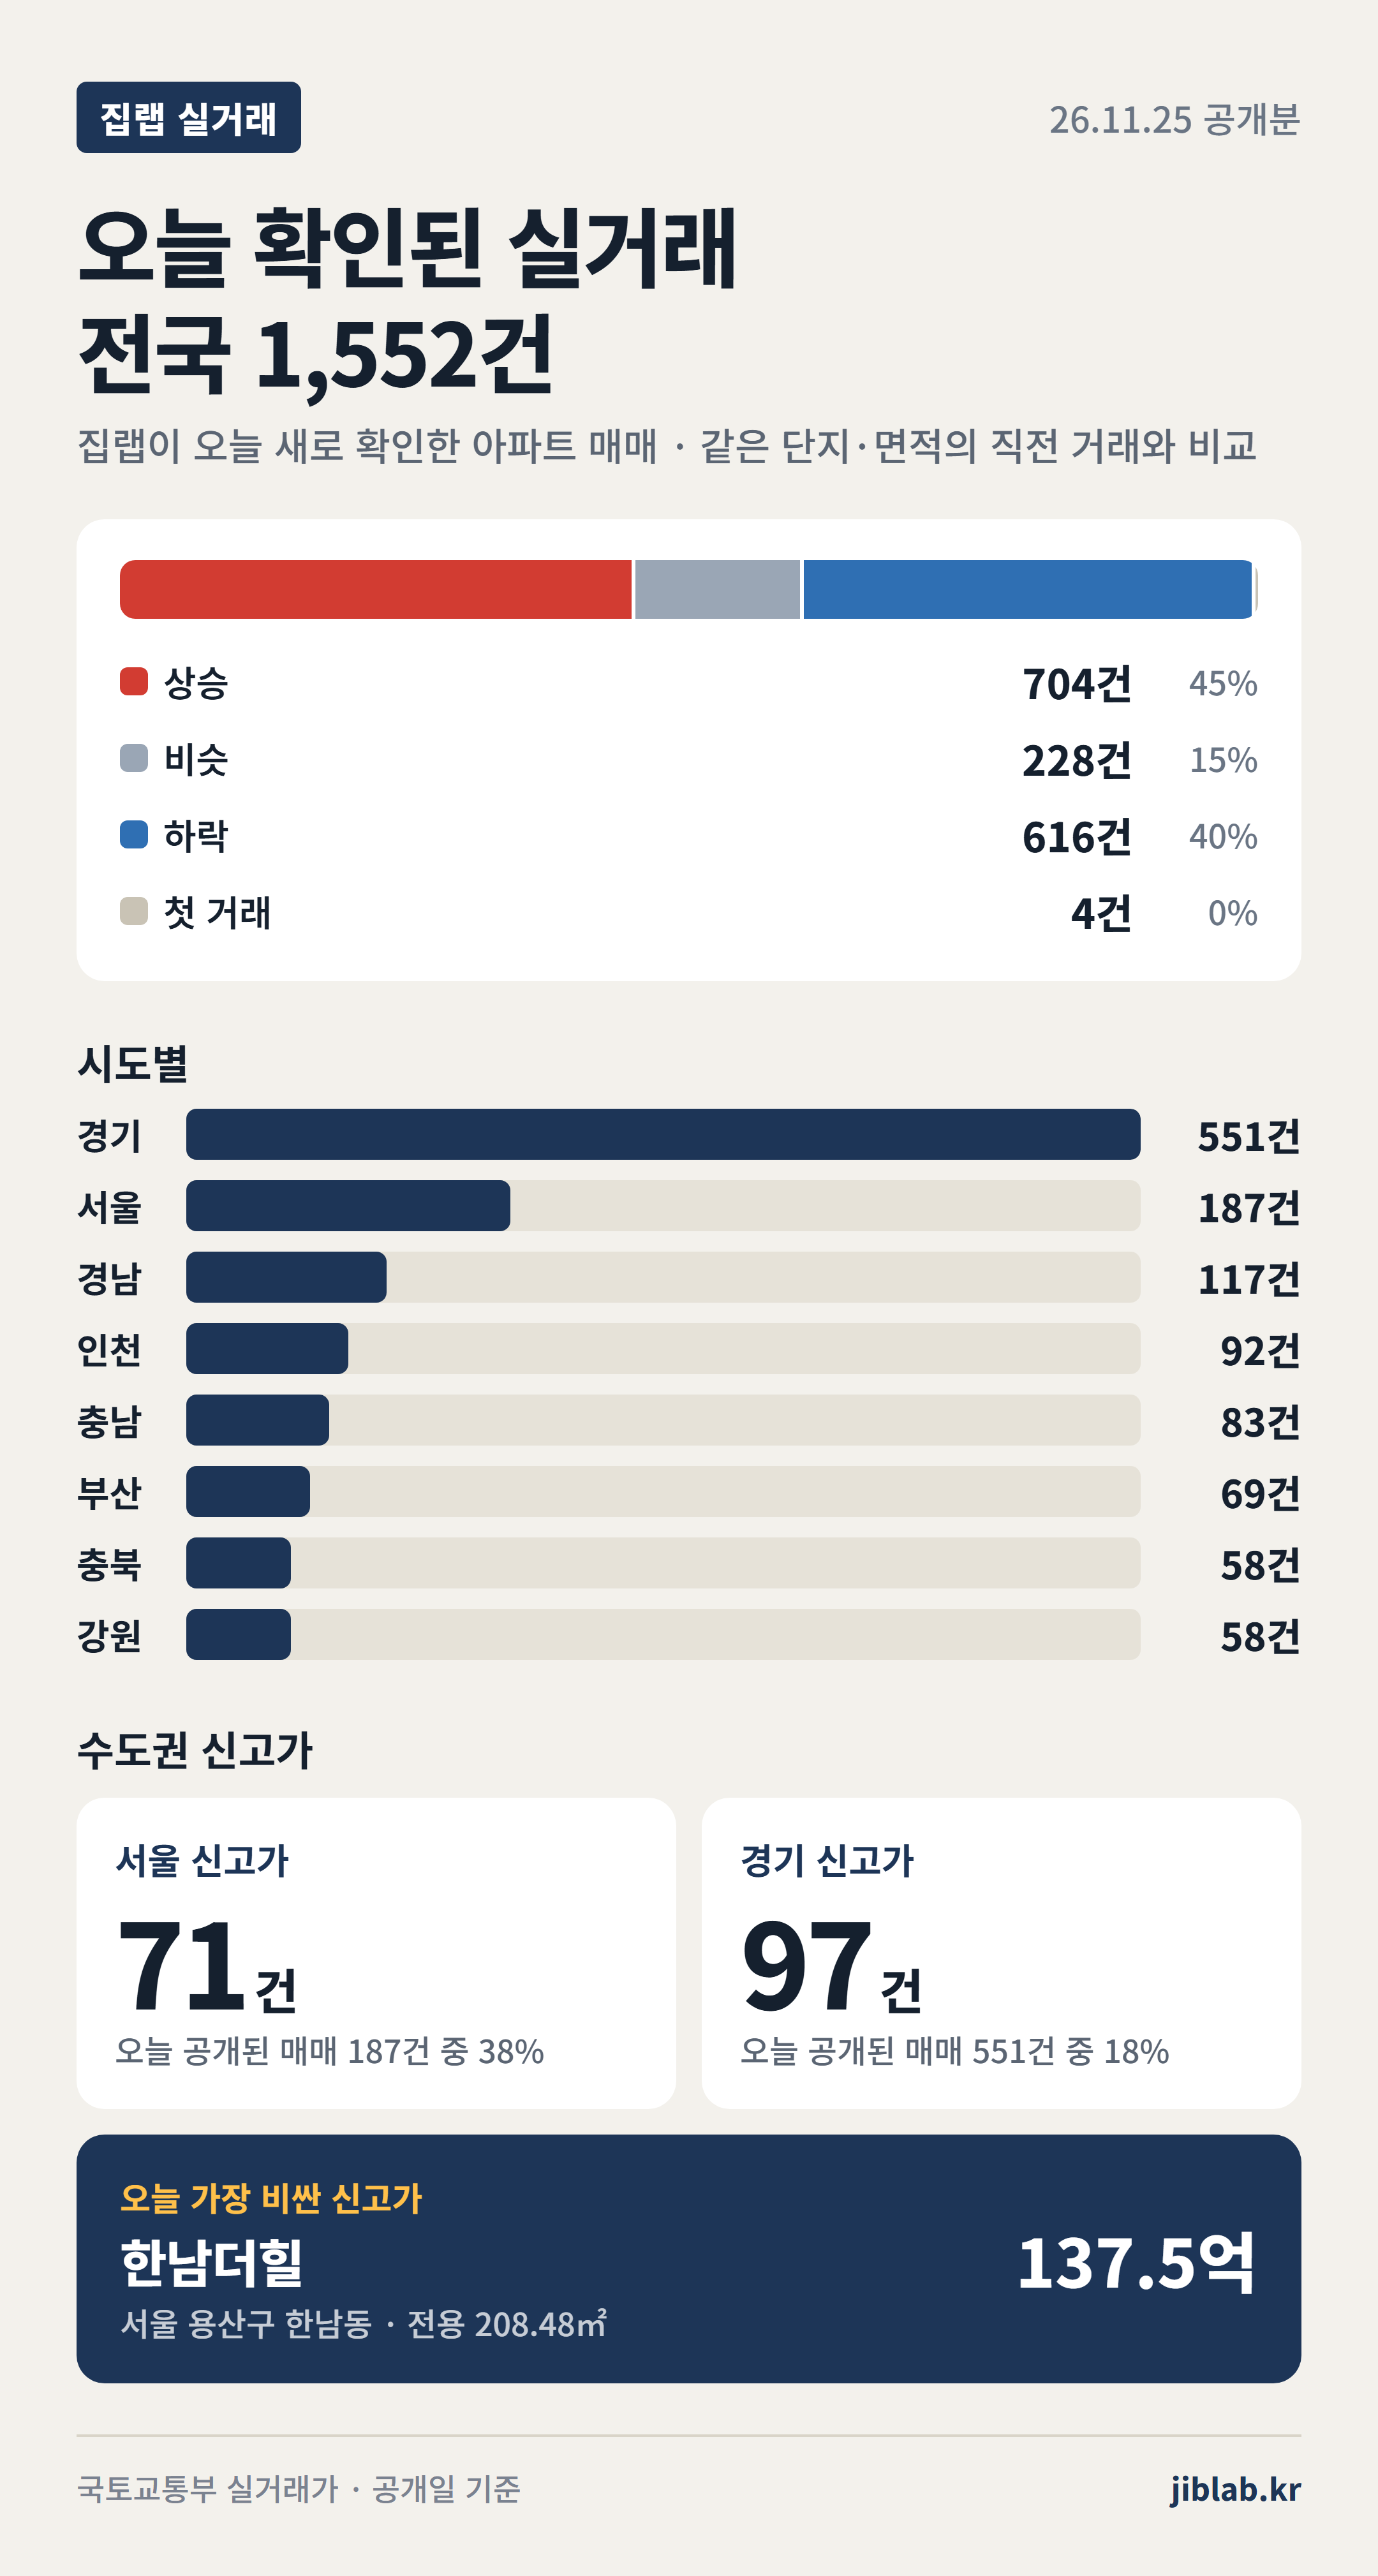 집랩 실거래
26.11.25 공개분
오늘 확인된 실거래
전국 1,552건
집랩이 오늘 새로 확인한 아파트 매매 · 같은 단지·면적의 직전 거래와 비교
상승 704건 45%
비슷 228건 15%
하락 616건 40%
첫 거래 4건 0%
시도별
경기 551건
서울 187건
경남 117건
인천 92건
충남 83건
부산 69건
충북 58건
강원 58건
수도권 신고가
서울 신고가
71건
오늘 공개된 매매 187건 중 38%
경기 신고가
97건
오늘 공개된 매매 551건 중 18%
오늘 가장 비싼 신고가
한남더힐
137.5억
서울 용산구 한남동 · 전용 208.48㎡
국토교통부 실거래가 · 공개일 기준
jiblab.kr